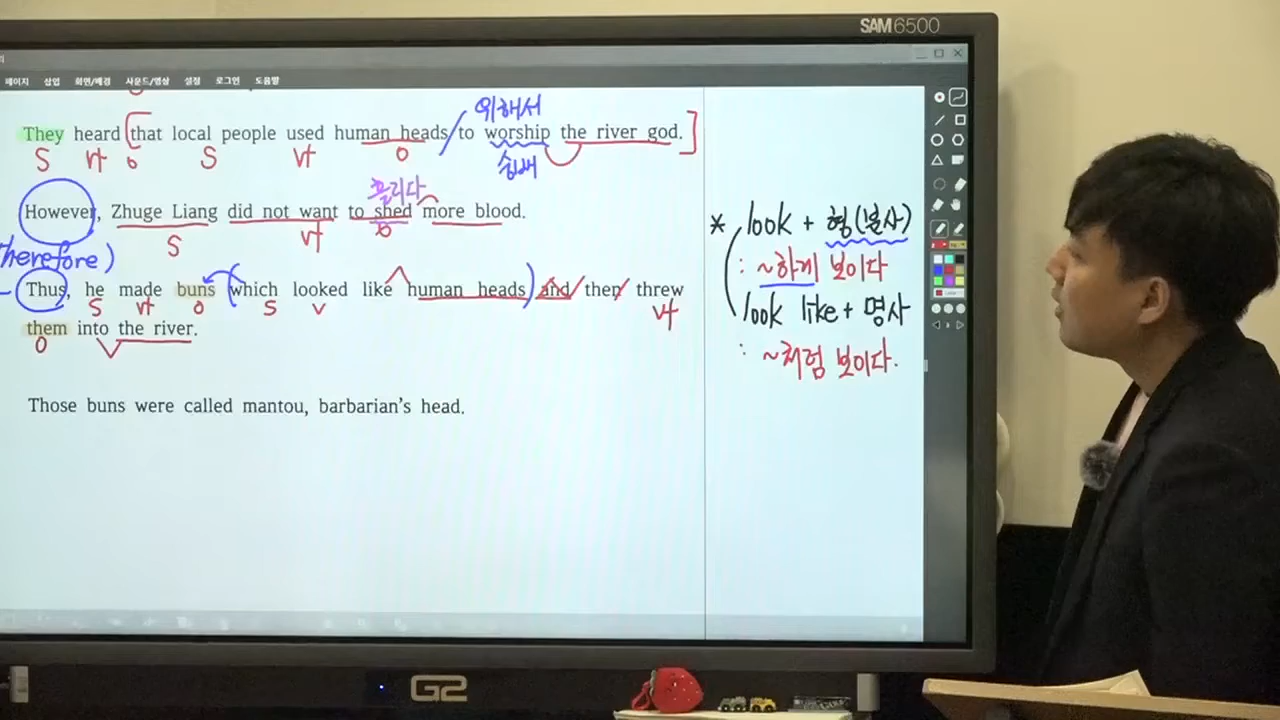 SAM6500
페이지 삽입 화면/배경 사운드/영상 설정 로그인 도움말
위해서
They heard that local people used human heads to worship the river god.
S vt o S vt o 숭배
흘리다
However, Zhuge Liang did not want to shed more blood.
S vt o
Therefore)
Thus, he made buns which looked like human heads and then threw
S vt o S v vt
them into the river.
o
Those buns were called mantou, barbarian's head.
* look + 형(분사)
: ~하게 보이다
look like + 명사
: ~처럼 보이다.
G2